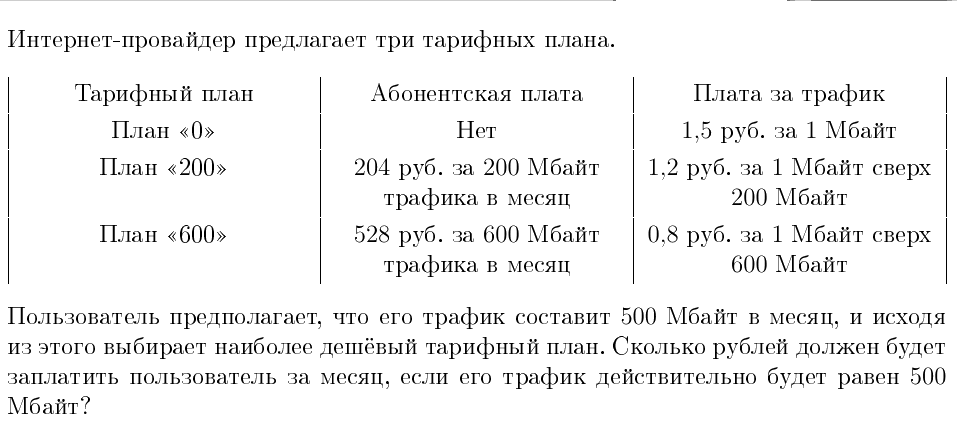 Интернет-провайдер предлагает три тарифных плана.
Тарифный план Абонентская плата Плата за трафик
План «0» Нет 1,5 руб. за 1 Мбайт
План «200» 204 руб. за 200 Мбайт 1,2 руб. за 1 Мбайт сверх
трафика в месяц 200 Мбайт
План «600» 528 руб. за 600 Мбайт 0,8 руб. за 1 Мбайт сверх
трафика в месяц 600 Мбайт
Пользователь предполагает, что его трафик составит 500 Мбайт в месяц, и исходя
из этого выбирает наиболее дешёвый тарифный план. Сколько рублей должен будет
заплатить пользователь за месяц, если его трафик действительно будет равен 500
Мбайт?